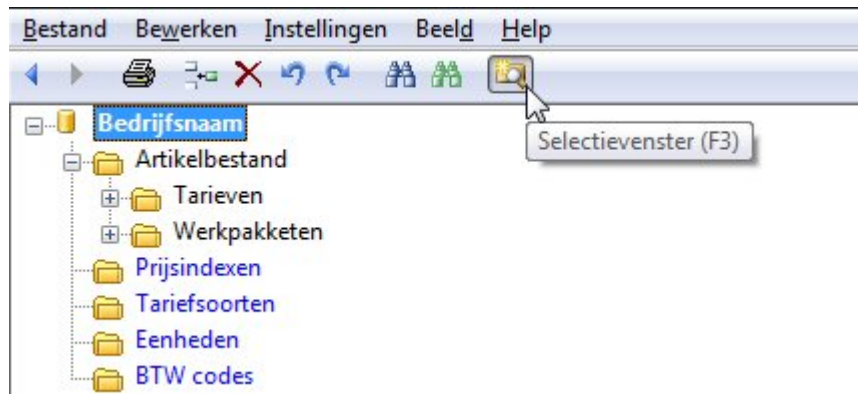 Bestand Bewerken Instellingen Beeld Help
Selectievenster (F3)
Bedrijfsnaam
Artikelbestand
Tarieven
Werkpakketen
Prijsindexen
Tariefsoorten
Eenheden
BTW codes